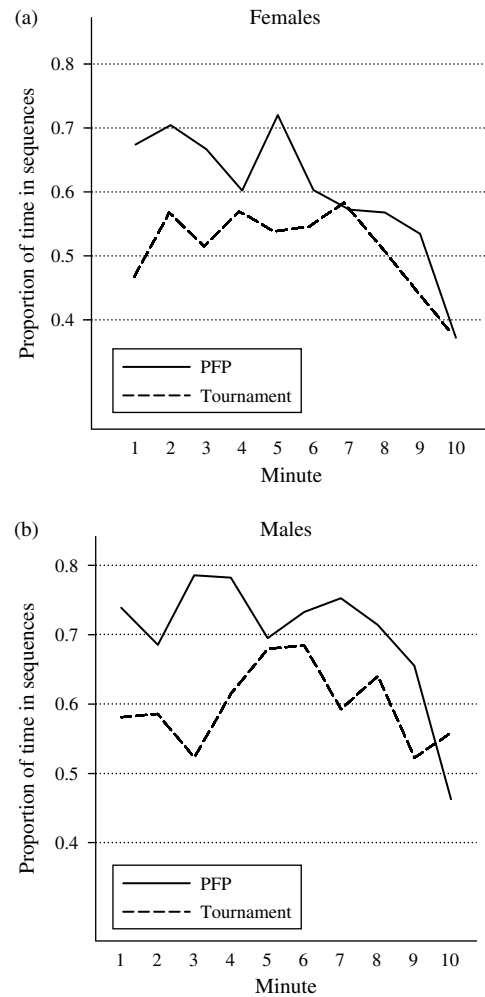 (a) Females
Proportion of time in sequences
0.8
0.7
0.6
0.5
0.4
PFP
Tournament
1 2 3 4 5 6 7 8 9 10
Minute
(b) Males
Proportion of time in sequences
0.8
0.7
0.6
0.5
0.4
PFP
Tournament
1 2 3 4 5 6 7 8 9 10
Minute